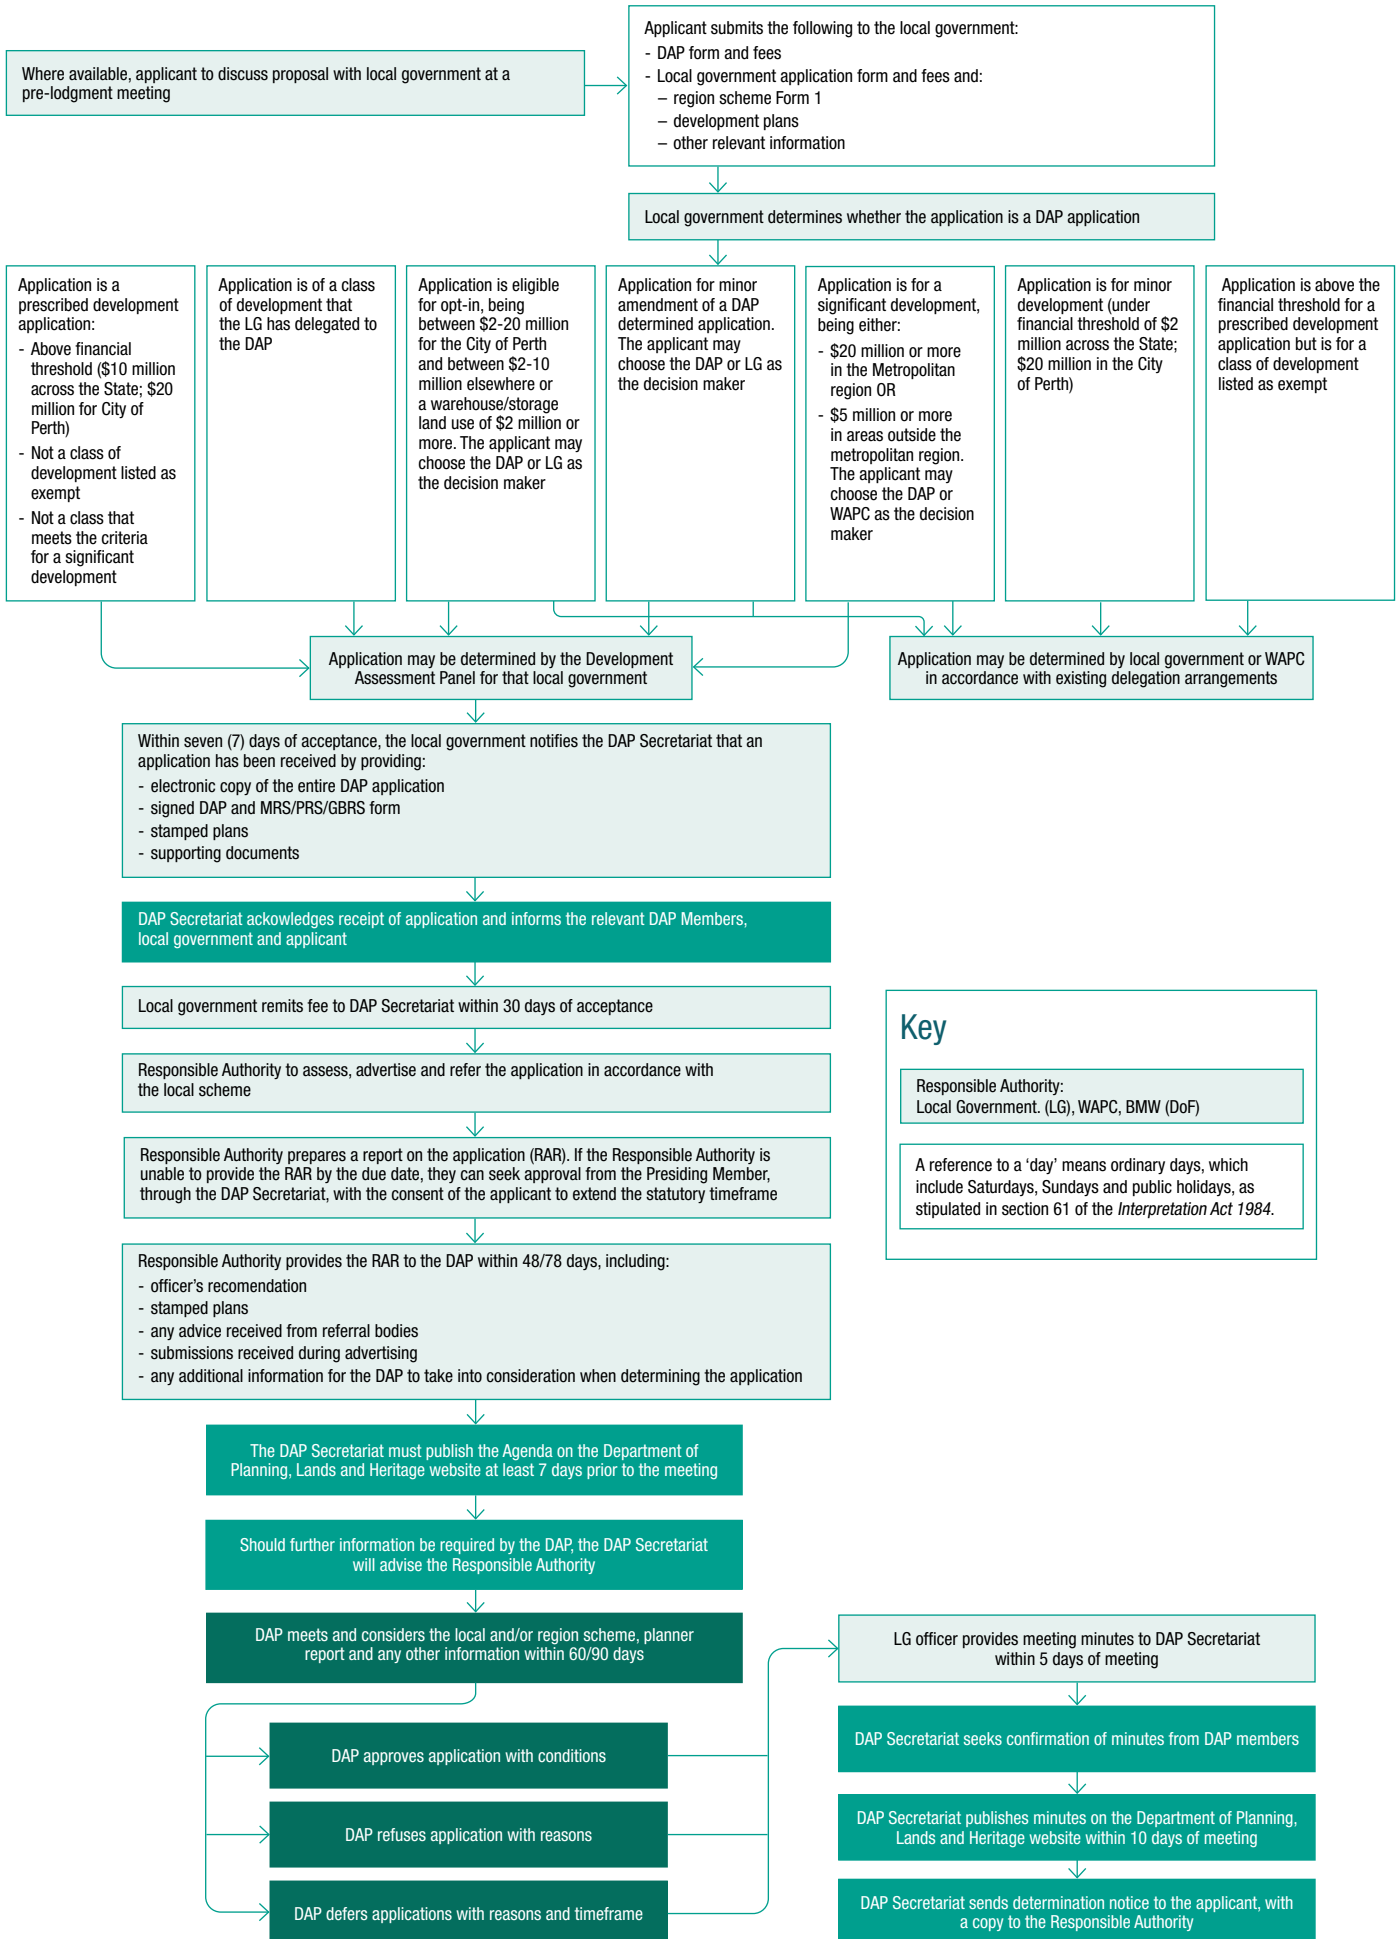 Where available, applicant to discuss proposal with local government at a
pre-lodgment meeting
Applicant submits the following to the local government:
- DAP form and fees
- Local government application form and fees and:
– region scheme Form 1
– development plans
– other relevant information
Local government determines whether the application is a DAP application
Application is a
prescribed development
application:
- Above financial
threshold ($10 million
across the State; $20
million for City of
Perth)
- Not a class of
development listed as
exempt
- Not a class that
meets the criteria
for a significant
development
Application is of a class
of development that
the LG has delegated to
the DAP
Application is eligible
for opt-in, being
between $2-20 million
for the City of Perth
and between $2-10
million elsewhere or
a warehouse/storage
land use of $2 million or
more. The applicant may
choose the DAP or LG as
the decision maker
Application for minor
amendment of a DAP
determined application.
The applicant may
choose the DAP or LG as
the decision maker
Application is for a
significant development,
being either:
- $20 million or more
in the Metropolitan
region OR
- $5 million or more
in areas outside the
metropolitan region.
The applicant may
choose the DAP or
WAPC as the decision
maker
Application is for minor
development (under
financial threshold of $2
million across the State;
$20 million in the City
of Perth)
Application is above the
financial threshold for a
prescribed development
application but is for a
class of development
listed as exempt
Application may be determined by the Development
Assessment Panel for that local government
Application may be determined by local government or WAPC
in accordance with existing delegation arrangements
Within seven (7) days of acceptance, the local government notifies the DAP Secretariat that an
application has been received by providing:
- electronic copy of the entire DAP application
- signed DAP and MRS/PRS/GBRS form
- stamped plans
- supporting documents
DAP Secretariat ackowledges receipt of application and informs the relevant DAP Members,
local government and applicant
Local government remits fee to DAP Secretariat within 30 days of acceptance
Responsible Authority to assess, advertise and refer the application in accordance with
the local scheme
Responsible Authority prepares a report on the application (RAR). If the Responsible Authority is
unable to provide the RAR by the due date, they can seek approval from the Presiding Member,
through the DAP Secretariat, with the consent of the applicant to extend the statutory timeframe
Responsible Authority provides the RAR to the DAP within 48/78 days, including:
- officer's recomendation
- stamped plans
- any advice received from referral bodies
- submissions received during advertising
- any additional information for the DAP to take into consideration when determining the application
Key
Responsible Authority:
Local Government. (LG), WAPC, BMW (DoF)
A reference to a 'day' means ordinary days, which
include Saturdays, Sundays and public holidays, as
stipulated in section 61 of the Interpretation Act 1984.
The DAP Secretariat must publish the Agenda on the Department of
Planning, Lands and Heritage website at least 7 days prior to the meeting
Should further information be required by the DAP, the DAP Secretariat
will advise the Responsible Authority
DAP meets and considers the local and/or region scheme, planner
report and any other information within 60/90 days
DAP approves application with conditions
DAP refuses application with reasons
DAP defers applications with reasons and timeframe
LG officer provides meeting minutes to DAP Secretariat
within 5 days of meeting
DAP Secretariat seeks confirmation of minutes from DAP members
DAP Secretariat publishes minutes on the Department of Planning,
Lands and Heritage website within 10 days of meeting
DAP Secretariat sends determination notice to the applicant, with
a copy to the Responsible Authority